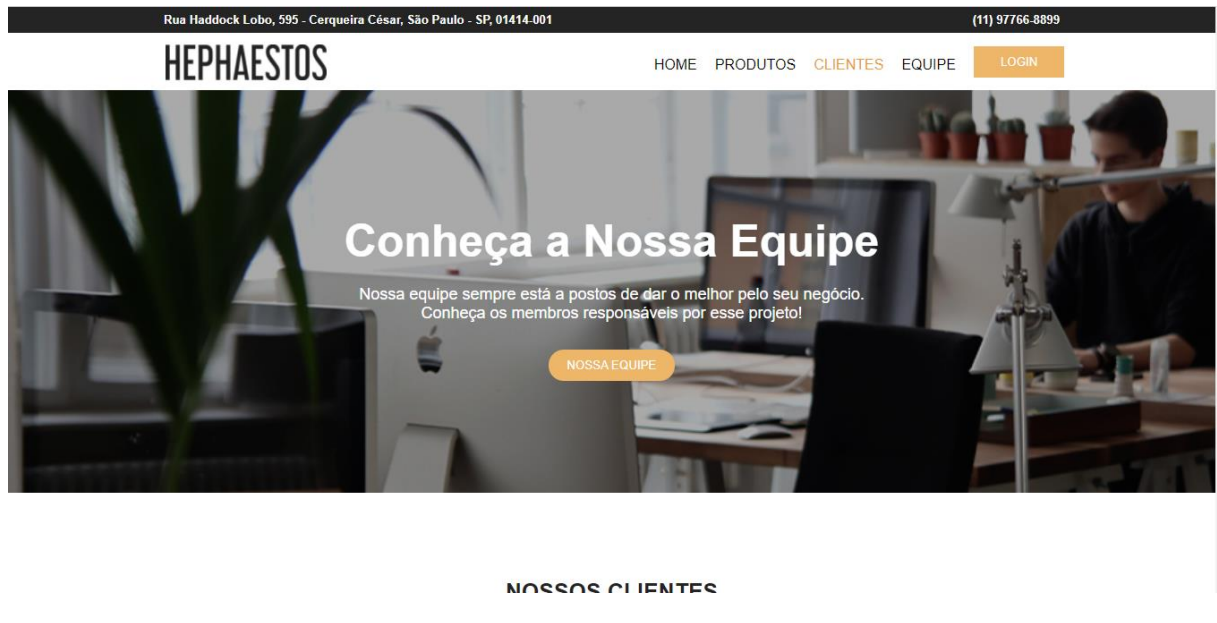 Rua Haddock Lobo, 595 - Cerqueira César, São Paulo - SP, 01414-001
(11) 97766-8899
HEPHAESTOS
HOME PRODUTOS CLIENTES EQUIPE LOGIN
Conheça a Nossa Equipe
Nossa equipe sempre está a postos de dar o melhor pelo seu negócio.
Conheça os membros responsáveis por esse projeto!
NOSSA EQUIPE
NOSSOS CLIENTES